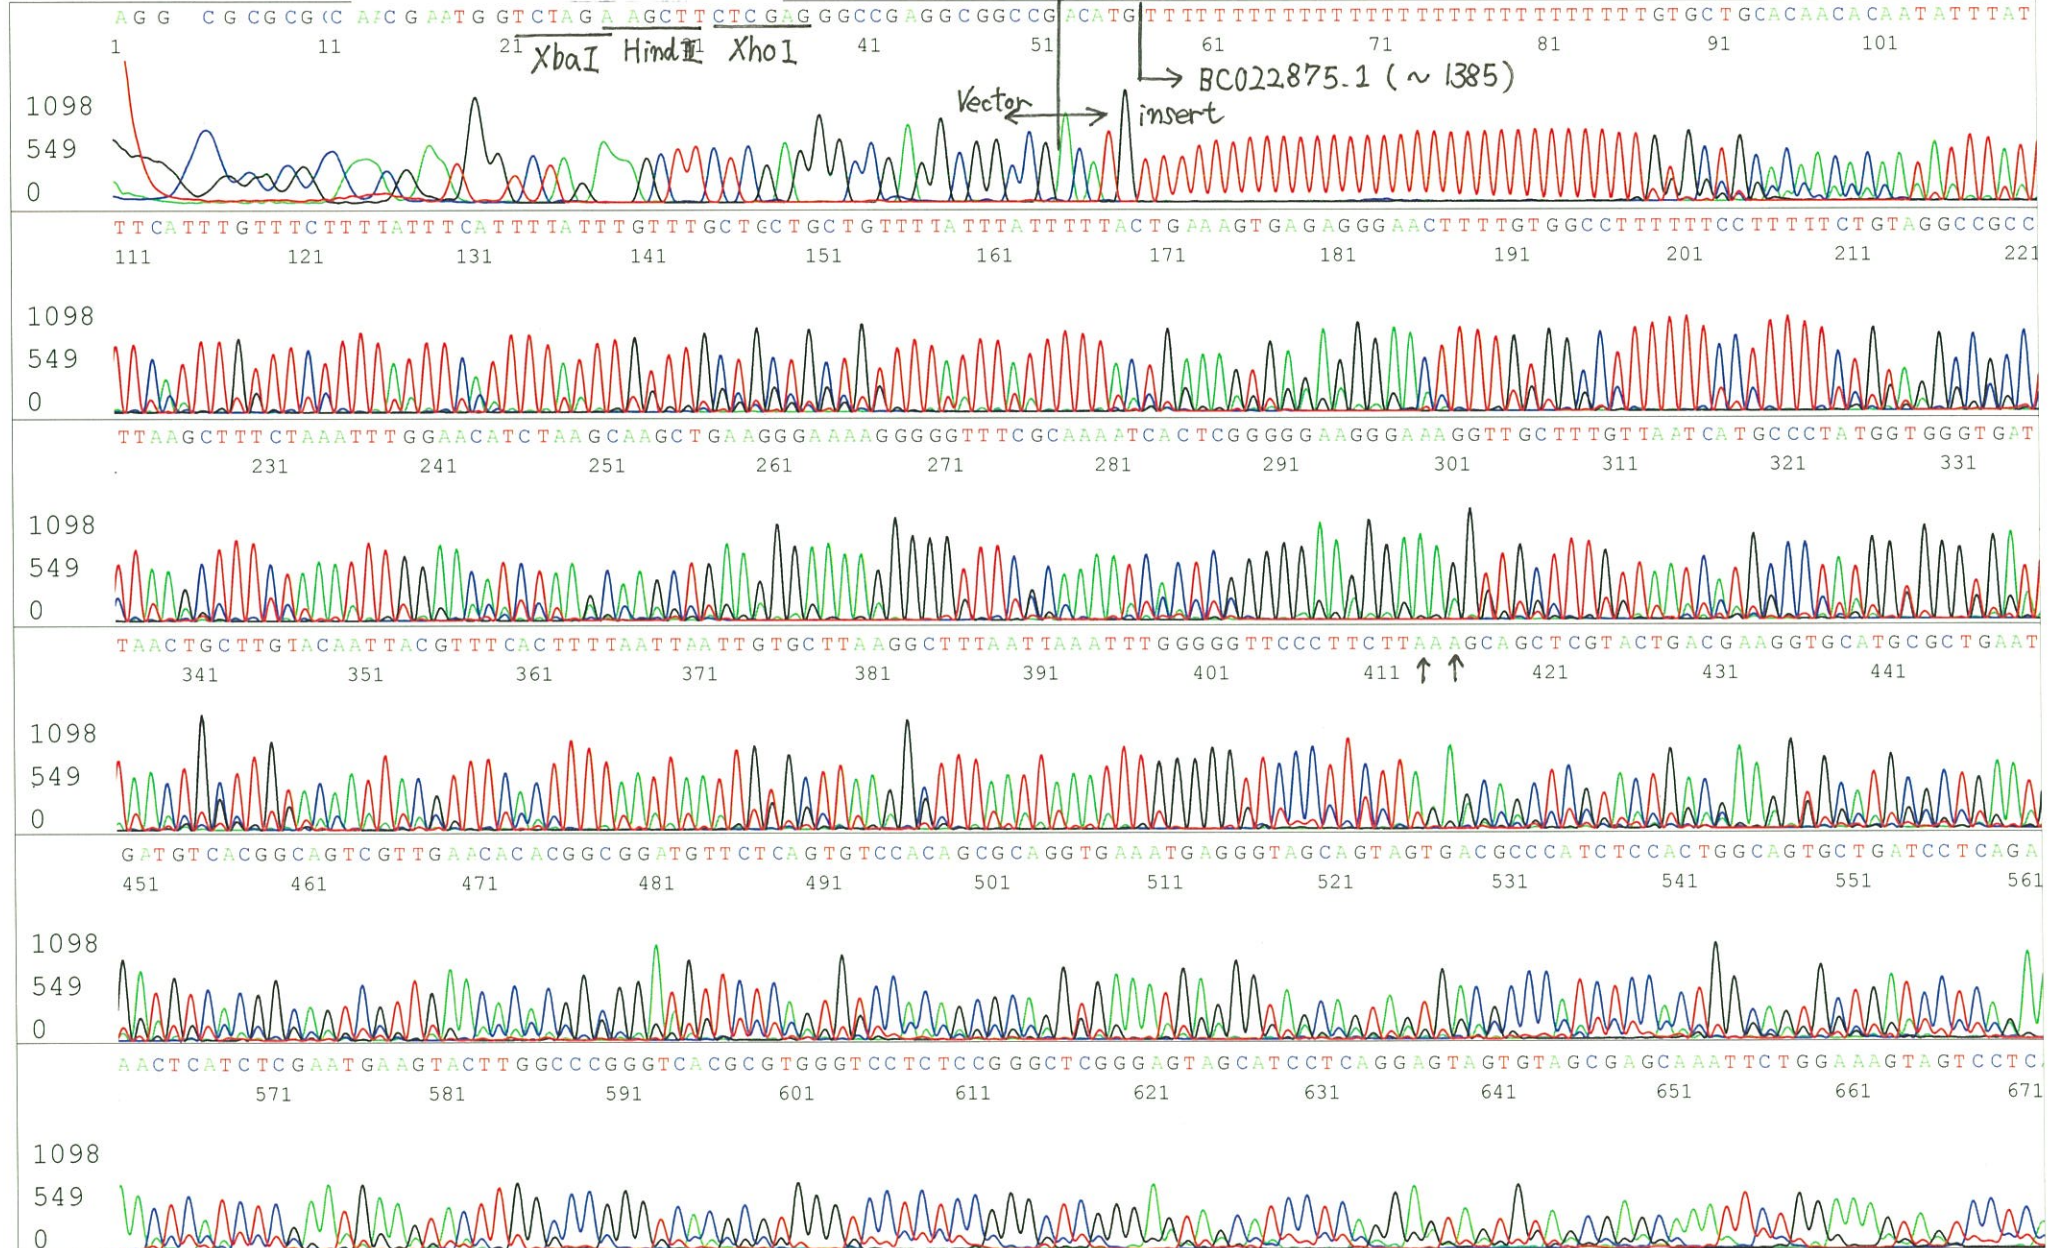 AGG CGCGCG(C AACGAATGGTCTAGA AGCTTCTCGAGGGCCGAGGCGGCCGACATGTTTTTTTTTTTTTTTTTTTTTTTTTTTTTTGTGCTGCACAACACAATATTTAT
1 11 21 31 41 51 61 71 81 91 101
XbaI HindIII XhoI
→ BC022875.1 (~1385)
Vector ↔ insert
1098
549
0
TTCATTTGTTTCTTTTATTTCATTTTATTTGTTTGCTGCTGCTGTTTTATTTATTTTTACTGAAAGTGAGAGGGAACTTTTGTGGCCTTTTTTCCTTTTTCTGTAGGCCGCC
111 121 131 141 151 161 171 181 191 201 211 221
1098
549
0
TTAAGCTTTCTAAATTTGGAACATCTAAGCAAGCTGAAGGGAAAAGGGGGTTTCGCAAAATCACTCGGGGGAAGGGAAAGGTTGCTTTGTTAATCATGCCCTATGGTGGGTGAT
231 241 251 261 271 281 291 301 311 321 331
1098
549
0
TAACTGCTTGTACAATTACGTTTCACTTTTAATTAATTGTGCTTAAGGCTTTAATTAAATTTGGGGGTTCCCTTCTTAAAGCAGCTCGTACTGACGAAGGTGCATGCGCTGAAT
341 351 361 371 381 391 401 411 ↑ ↑ 421 431 441
1098
549
0
GATGTCACGGCAGTCGTTGAACACACGGCGGATGTTCTCAGTGTCCACAGCGCAGGTGAAATGAGGGTAGCAGTAGTGACGCCCATCTCCACTGGCAGTGCTGATCCTCAGA
451 461 471 481 491 501 511 521 531 541 551 561
1098
549
0
AACTCATCTCGAATGAAGTACTTGGCCCGGGTCACGCGTGGGTCCTCTCCGGGCTCGGGAGTAGCATCCTCAGGAGTAGTGTAGCGAGCAAATTCTGGAAAGTAGTCCTC
571 581 591 601 611 621 631 641 651 661 671
1098
549
0